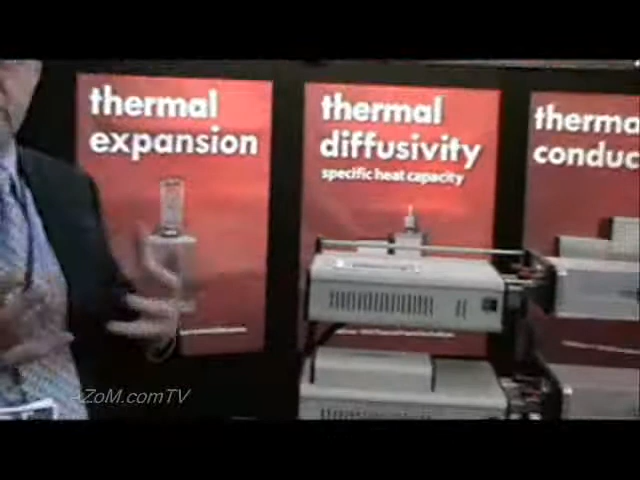 thermal
expansion
thermal
diffusivity
specific heat capacity
therma
conduc
AZoM.comTV